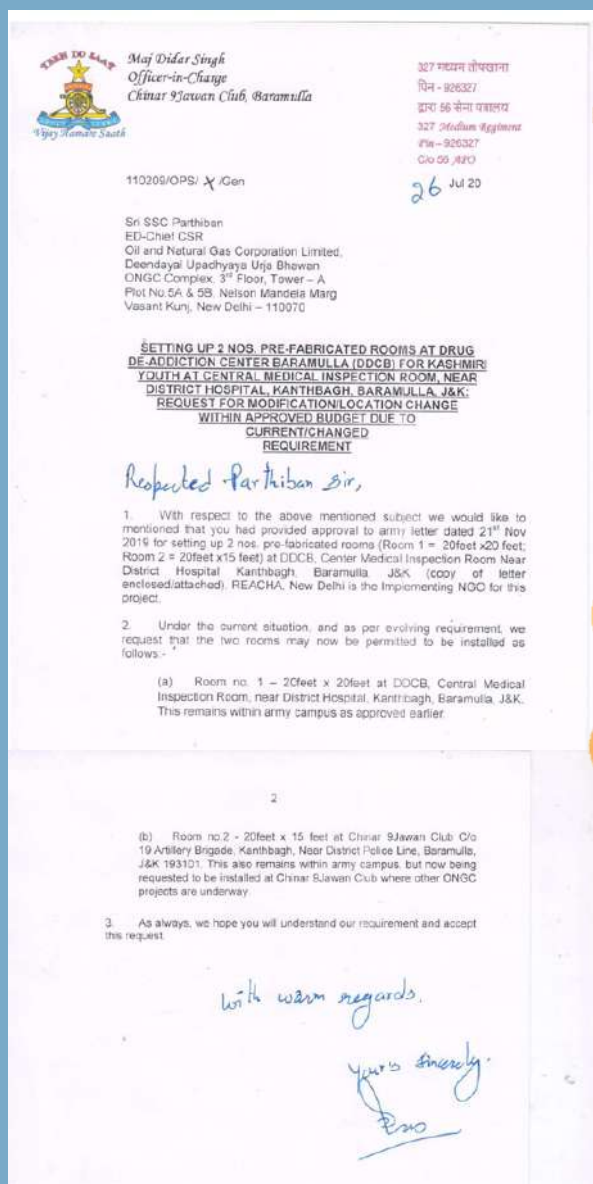 TEEN DO SAAT
Vijay Hamare Saath
Maj Didar Singh
Officer-in-Charge
Chinar 9Jawan Club, Baramulla
327 मध्यम तोपखाना
पिन - 926327
द्वारा 56 सेना पत्रालय
327 Medium Regiment
Pin - 926327
C/o 56 APO
110209/OPS/ X /Gen
26 Jul 20
Sri SSC Parthiban
ED-Chief CSR
Oil and Natural Gas Corporation Limited,
Deendayal Upadhyaya Urja Bhawan
ONGC Complex, 3rd Floor, Tower – A
Plot No.5A & 5B, Nelson Mandela Marg
Vasant Kunj, New Delhi – 110070
SETTING UP 2 NOS. PRE-FABRICATED ROOMS AT DRUG
DE-ADDICTION CENTER BARAMULLA (DDCB) FOR KASHMIRI
YOUTH AT CENTRAL MEDICAL INSPECTION ROOM, NEAR
DISTRICT HOSPITAL, KANTHBAGH, BARAMULLA, J&K:
REQUEST FOR MODIFICATION/LOCATION CHANGE
WITHIN APPROVED BUDGET DUE TO
CURRENT/CHANGED
REQUIREMENT
Respected Parthiban Sir,
1. With respect to the above mentioned subject we would like to
mentioned that you had provided approval to army letter dated 21st Nov
2019 for setting up 2 nos. pre-fabricated rooms (Room 1 = 20feet x20 feet;
Room 2 = 20feet x15 feet) at DDCB, Center Medical Inspection Room Near
District Hospital Kanthbagh, Baramulla, J&K (copy of letter
enclosed/attached). REACHA, New Delhi is the Implementing NGO for this
project.
2. Under the current situation, and as per evolving requirement, we
request that the two rooms may now be permitted to be installed as
follows:-
(a) Room no. 1 – 20feet x 20feet at DDCB, Central Medical
Inspection Room, near District Hospital, Kanthbagh, Baramulla, J&K.
This remains within army campus as approved earlier.
2
(b) Room no.2 - 20feet x 15 feet at Chinar 9Jawan Club C/o
19 Artillery Brigade, Kanthbagh, Near District Police Line, Baramulla,
J&K 193101. This also remains within army campus, but now being
requested to be installed at Chinar 9Jawan Club where other ONGC
projects are underway.
3. As always, we hope you will understand our requirement and accept
this request.
With warm regards.
Your's sincerely.